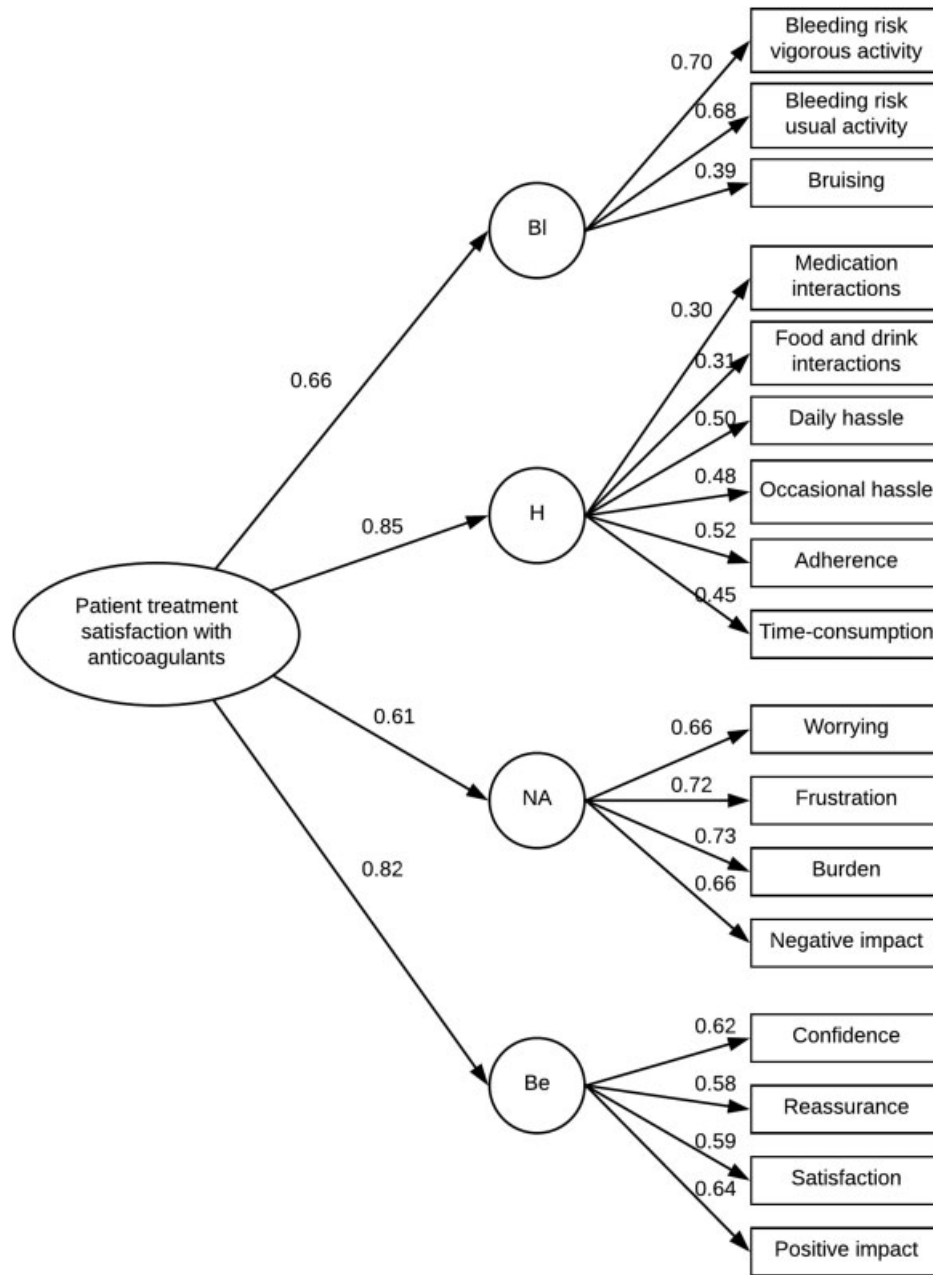 Bleeding risk
vigorous activity
0.70
Bleeding risk
usual activity
0.68
Bruising
0.39
Bl
Medication
interactions
0.30
Food and drink
interactions
0.31
Daily hassle
0.50
Occasional hassle
0.48
Adherence
0.52
Time-consumption
0.45
H
0.66
0.85
Patient treatment
satisfaction with
anticoagulants
0.61
0.82
Worrying
0.66
Frustration
0.72
NA
Burden
0.73
Negative impact
0.66
Confidence
0.62
Reassurance
0.58
Be
Satisfaction
0.59
Positive impact
0.64